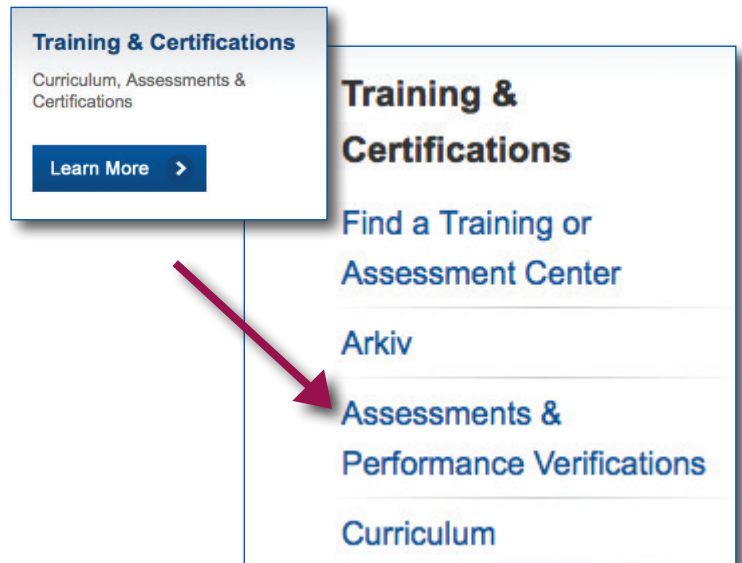 Training & Certifications
Curriculum, Assessments &
Certifications
Learn More
Training &
Certifications
Find a Training or
Assessment Center
Arkiv
Assessments &
Performance Verifications
Curriculum